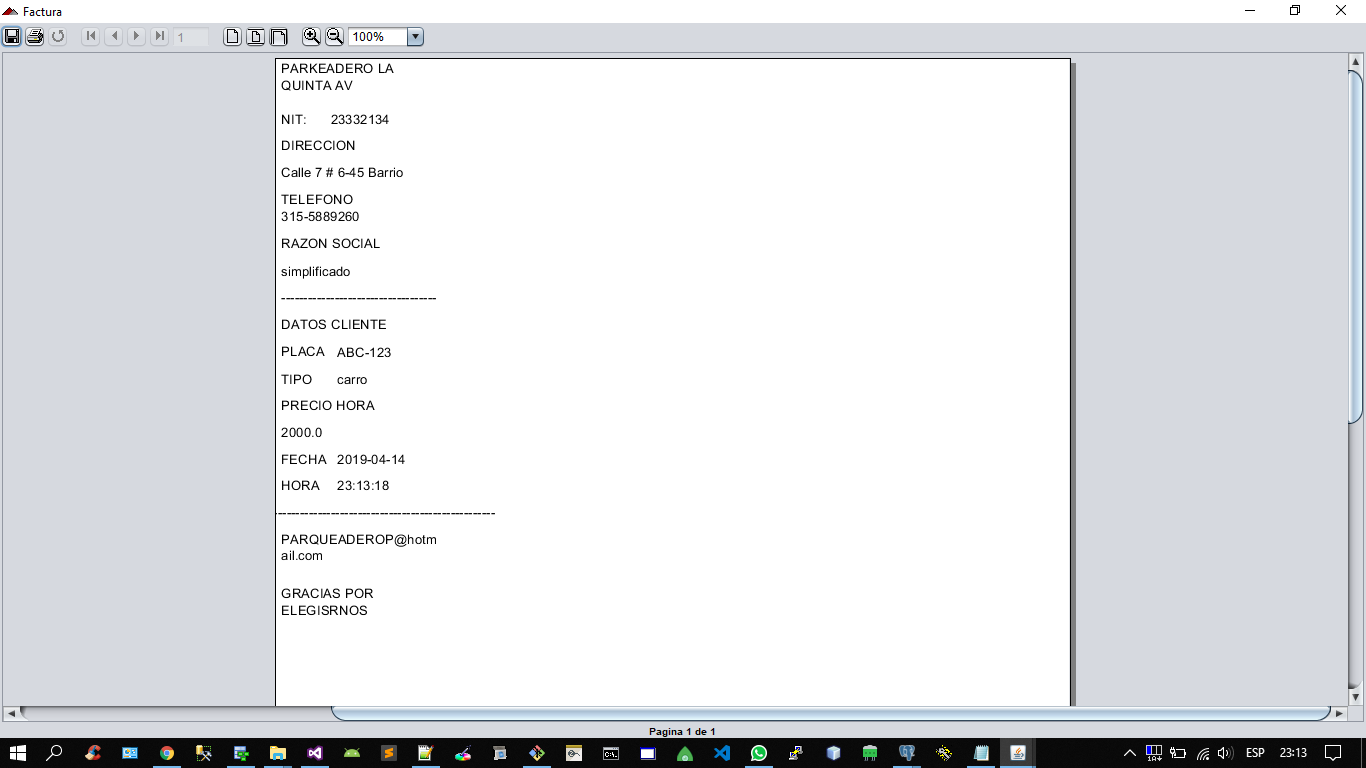 Factura
1
100%
PARKEADERO LA
QUINTA AV
NIT: 23332134
DIRECCION
Calle 7 # 6-45 Barrio
TELEFONO
315-5889260
RAZON SOCIAL
simplificado
----------------------------------
DATOS CLIENTE
PLACA ABC-123
TIPO carro
PRECIO HORA
2000.0
FECHA 2019-04-14
HORA 23:13:18
------------------------------------------------
PARQUEADEROP@hotm
ail.com
GRACIAS POR
ELEGISRNOS
Pagina 1 de 1
ESP 23:13